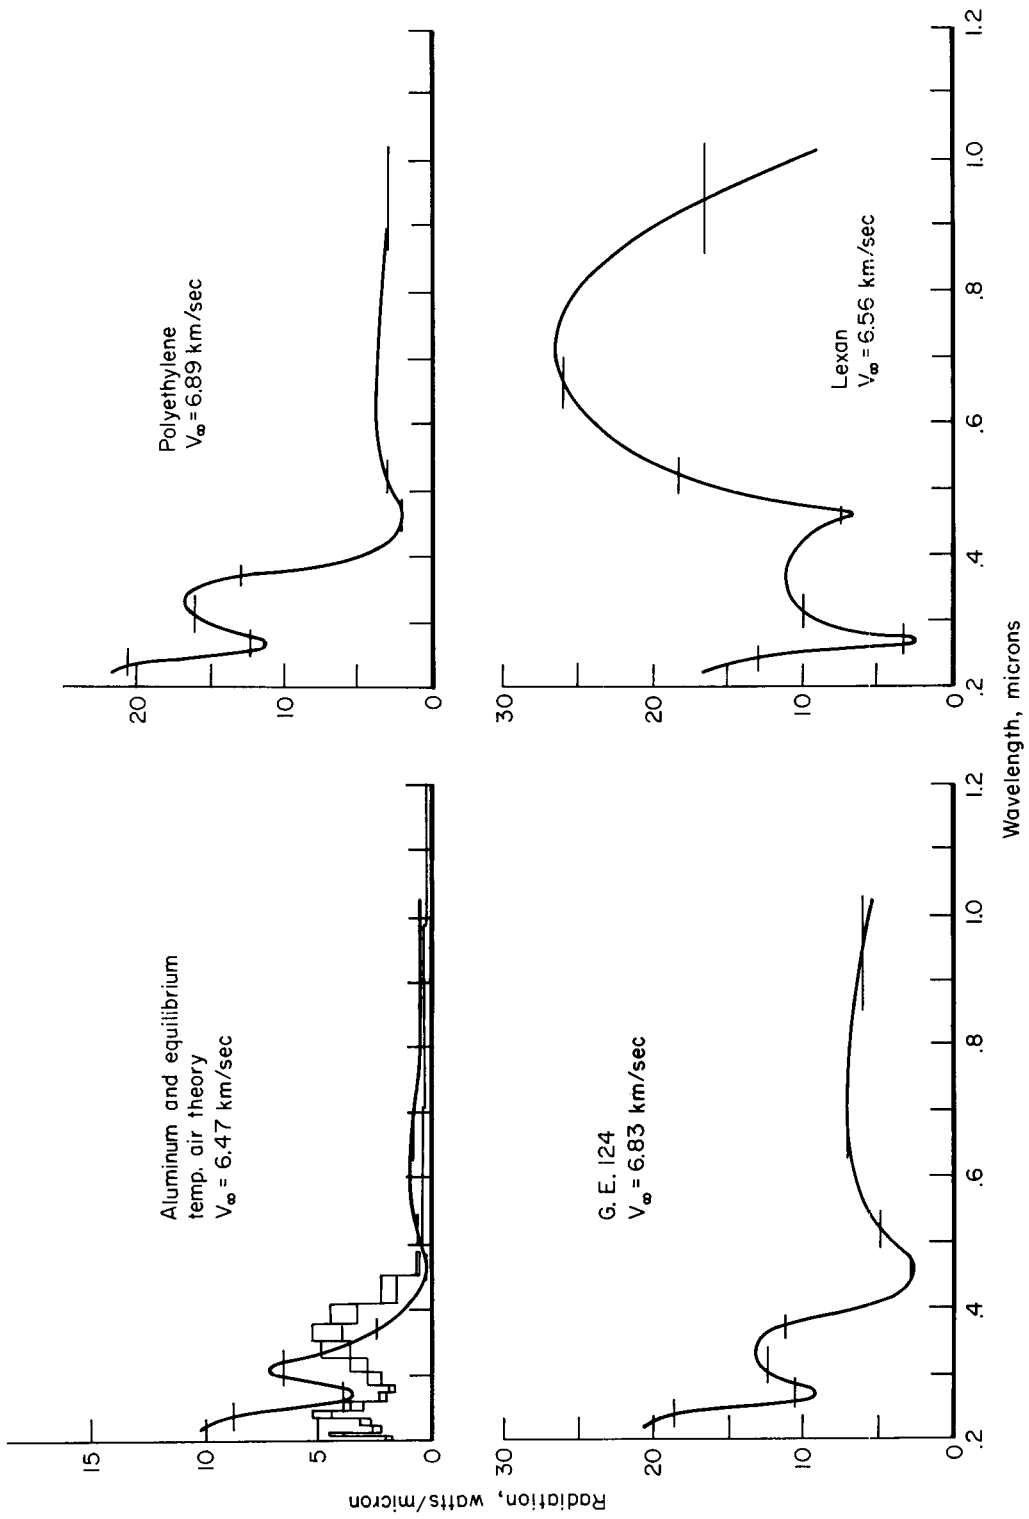 15
10
5
0
Aluminum and equilibrium
temp. air theory
V∞ = 6.47 km/sec
20
10
0
Polyethylene
V∞ = 6.89 km/sec
Radiation, watts/micron
30
20
10
0
.2
.4
.6
.8
1.0
1.2
G. E. 124
V∞ = 6.83 km/sec
30
20
10
0
.2
.4
.6
.8
1.0
1.2
Lexan
V∞ = 6.56 km/sec
Wavelength, microns